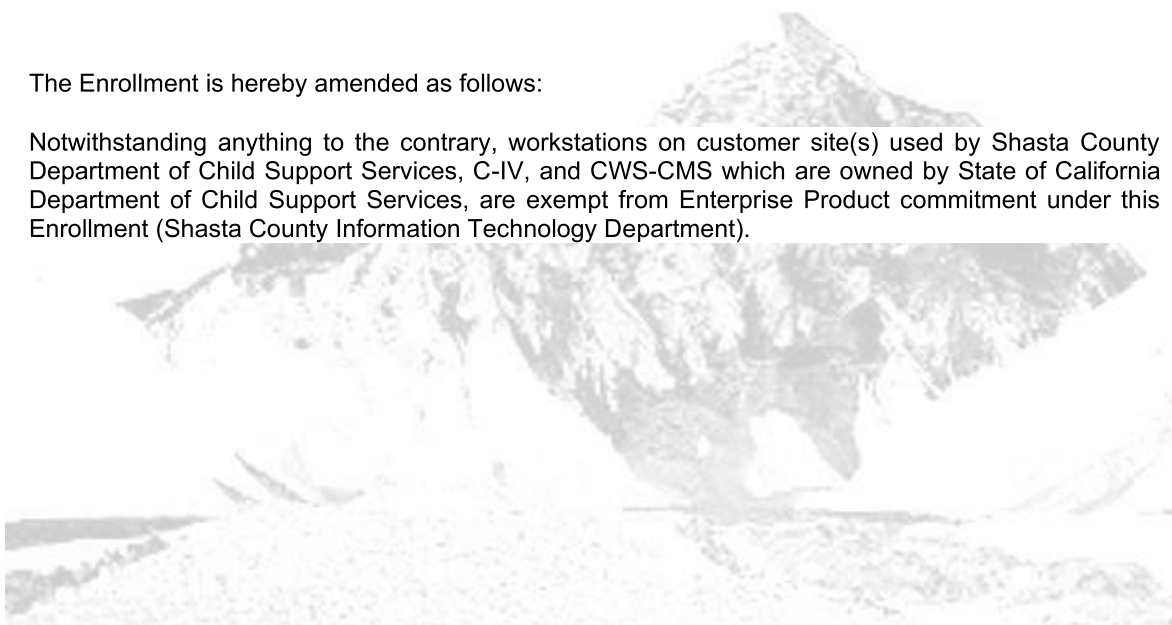 The Enrollment is hereby amended as follows:
Notwithstanding anything to the contrary, workstations on customer site(s) used by Shasta County
Department of Child Support Services, C-IV, and CWS-CMS which are owned by State of California
Department of Child Support Services, are exempt from Enterprise Product commitment under this
Enrollment (Shasta County Information Technology Department).